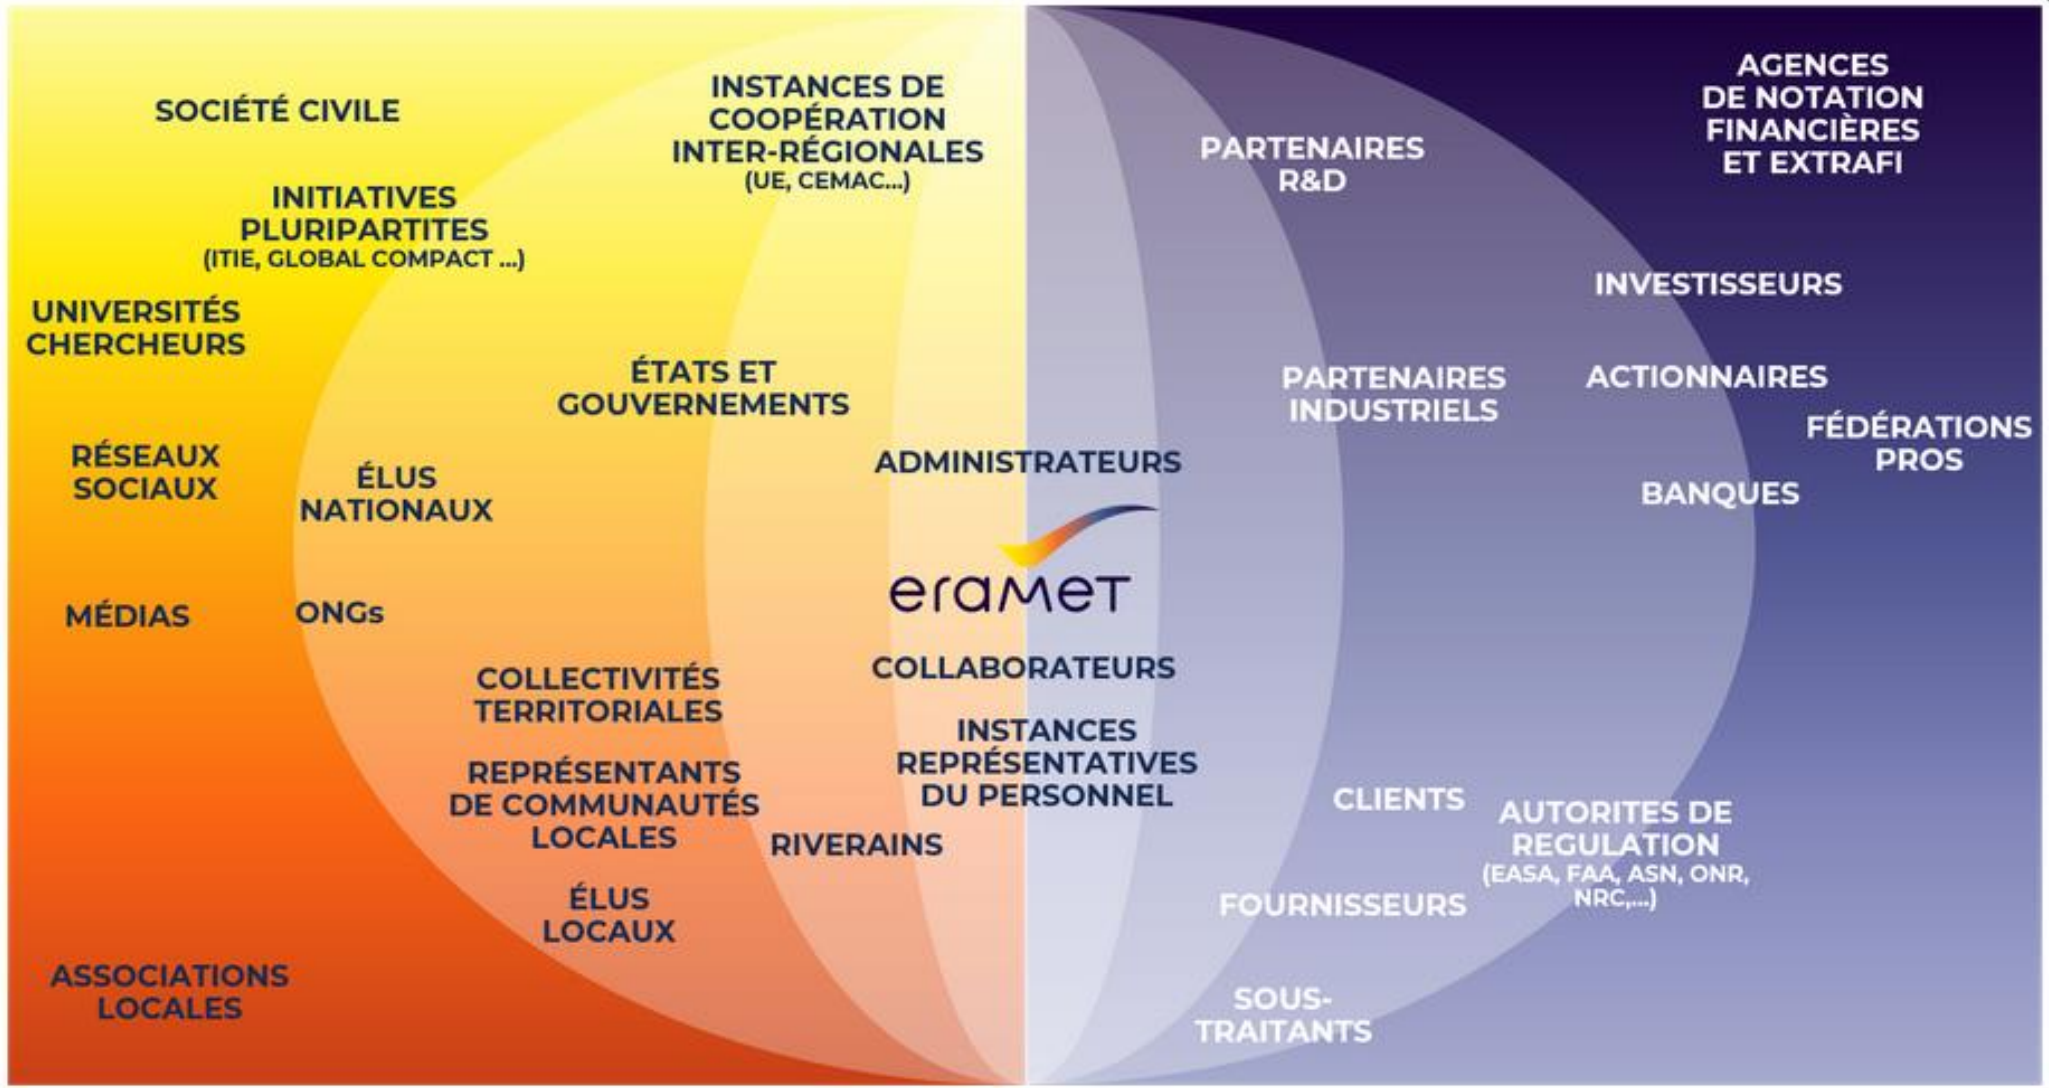 SOCIÉTÉ CIVILE
INSTANCES DE
COOPÉRATION
INTER-RÉGIONALES
(UE, CEMAC...)
INITIATIVES
PLURIPARTITES
(ITIE, GLOBAL COMPACT ...)
UNIVERSITÉS
CHERCHEURS
ÉTATS ET
GOUVERNEMENTS
RÉSEAUX
SOCIAUX
ÉLUS
NATIONAUX
MÉDIAS
ONGs
COLLECTIVITÉS
TERRITORIALES
REPRÉSENTANTS
DE COMMUNAUTÉS
LOCALES
RIVERAINS
ÉLUS
LOCAUX
ASSOCIATIONS
LOCALES
ADMINISTRATEURS
eramet
COLLABORATEURS
INSTANCES
REPRÉSENTATIVES
DU PERSONNEL
PARTENAIRES
R&D
AGENCES
DE NOTATION
FINANCIÈRES
ET EXTRAFI
INVESTISSEURS
PARTENAIRES
INDUSTRIELS
ACTIONNAIRES
FÉDÉRATIONS
PROS
BANQUES
CLIENTS
AUTORITES DE
REGULATION
(EASA, FAA, ASN, ONR,
NRC,...)
FOURNISSEURS
SOUS-
TRAITANTS